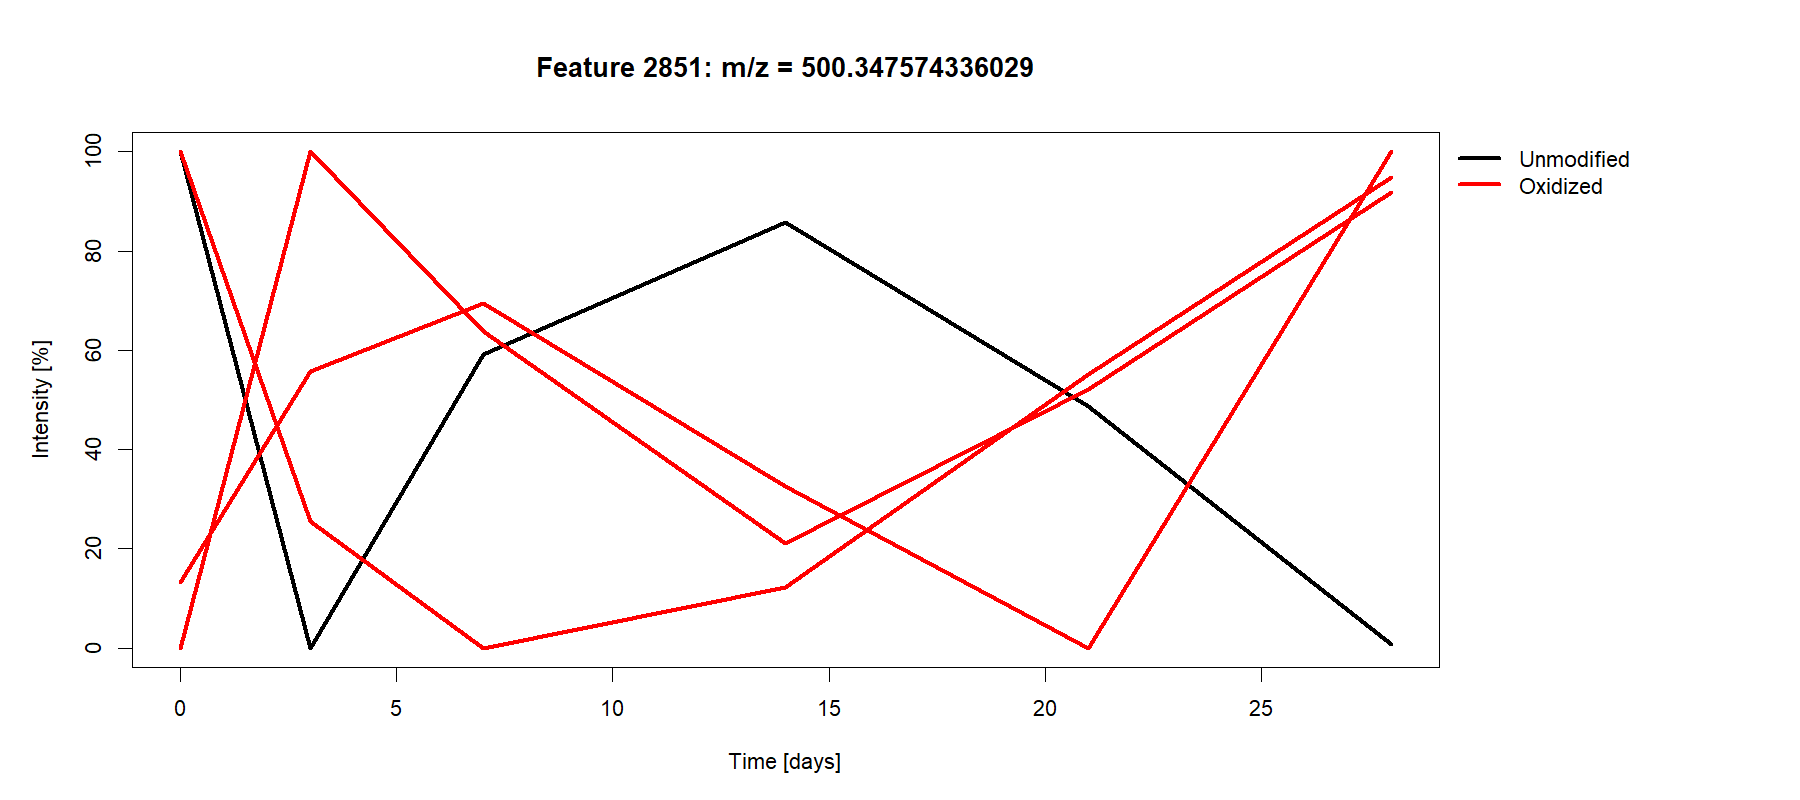 Feature 2851: m/z = 500.347574336029
Unmodified
Oxidized
Intensity [%]
100
80
60
40
20
0
0 5 10 15 20 25
Time [days]